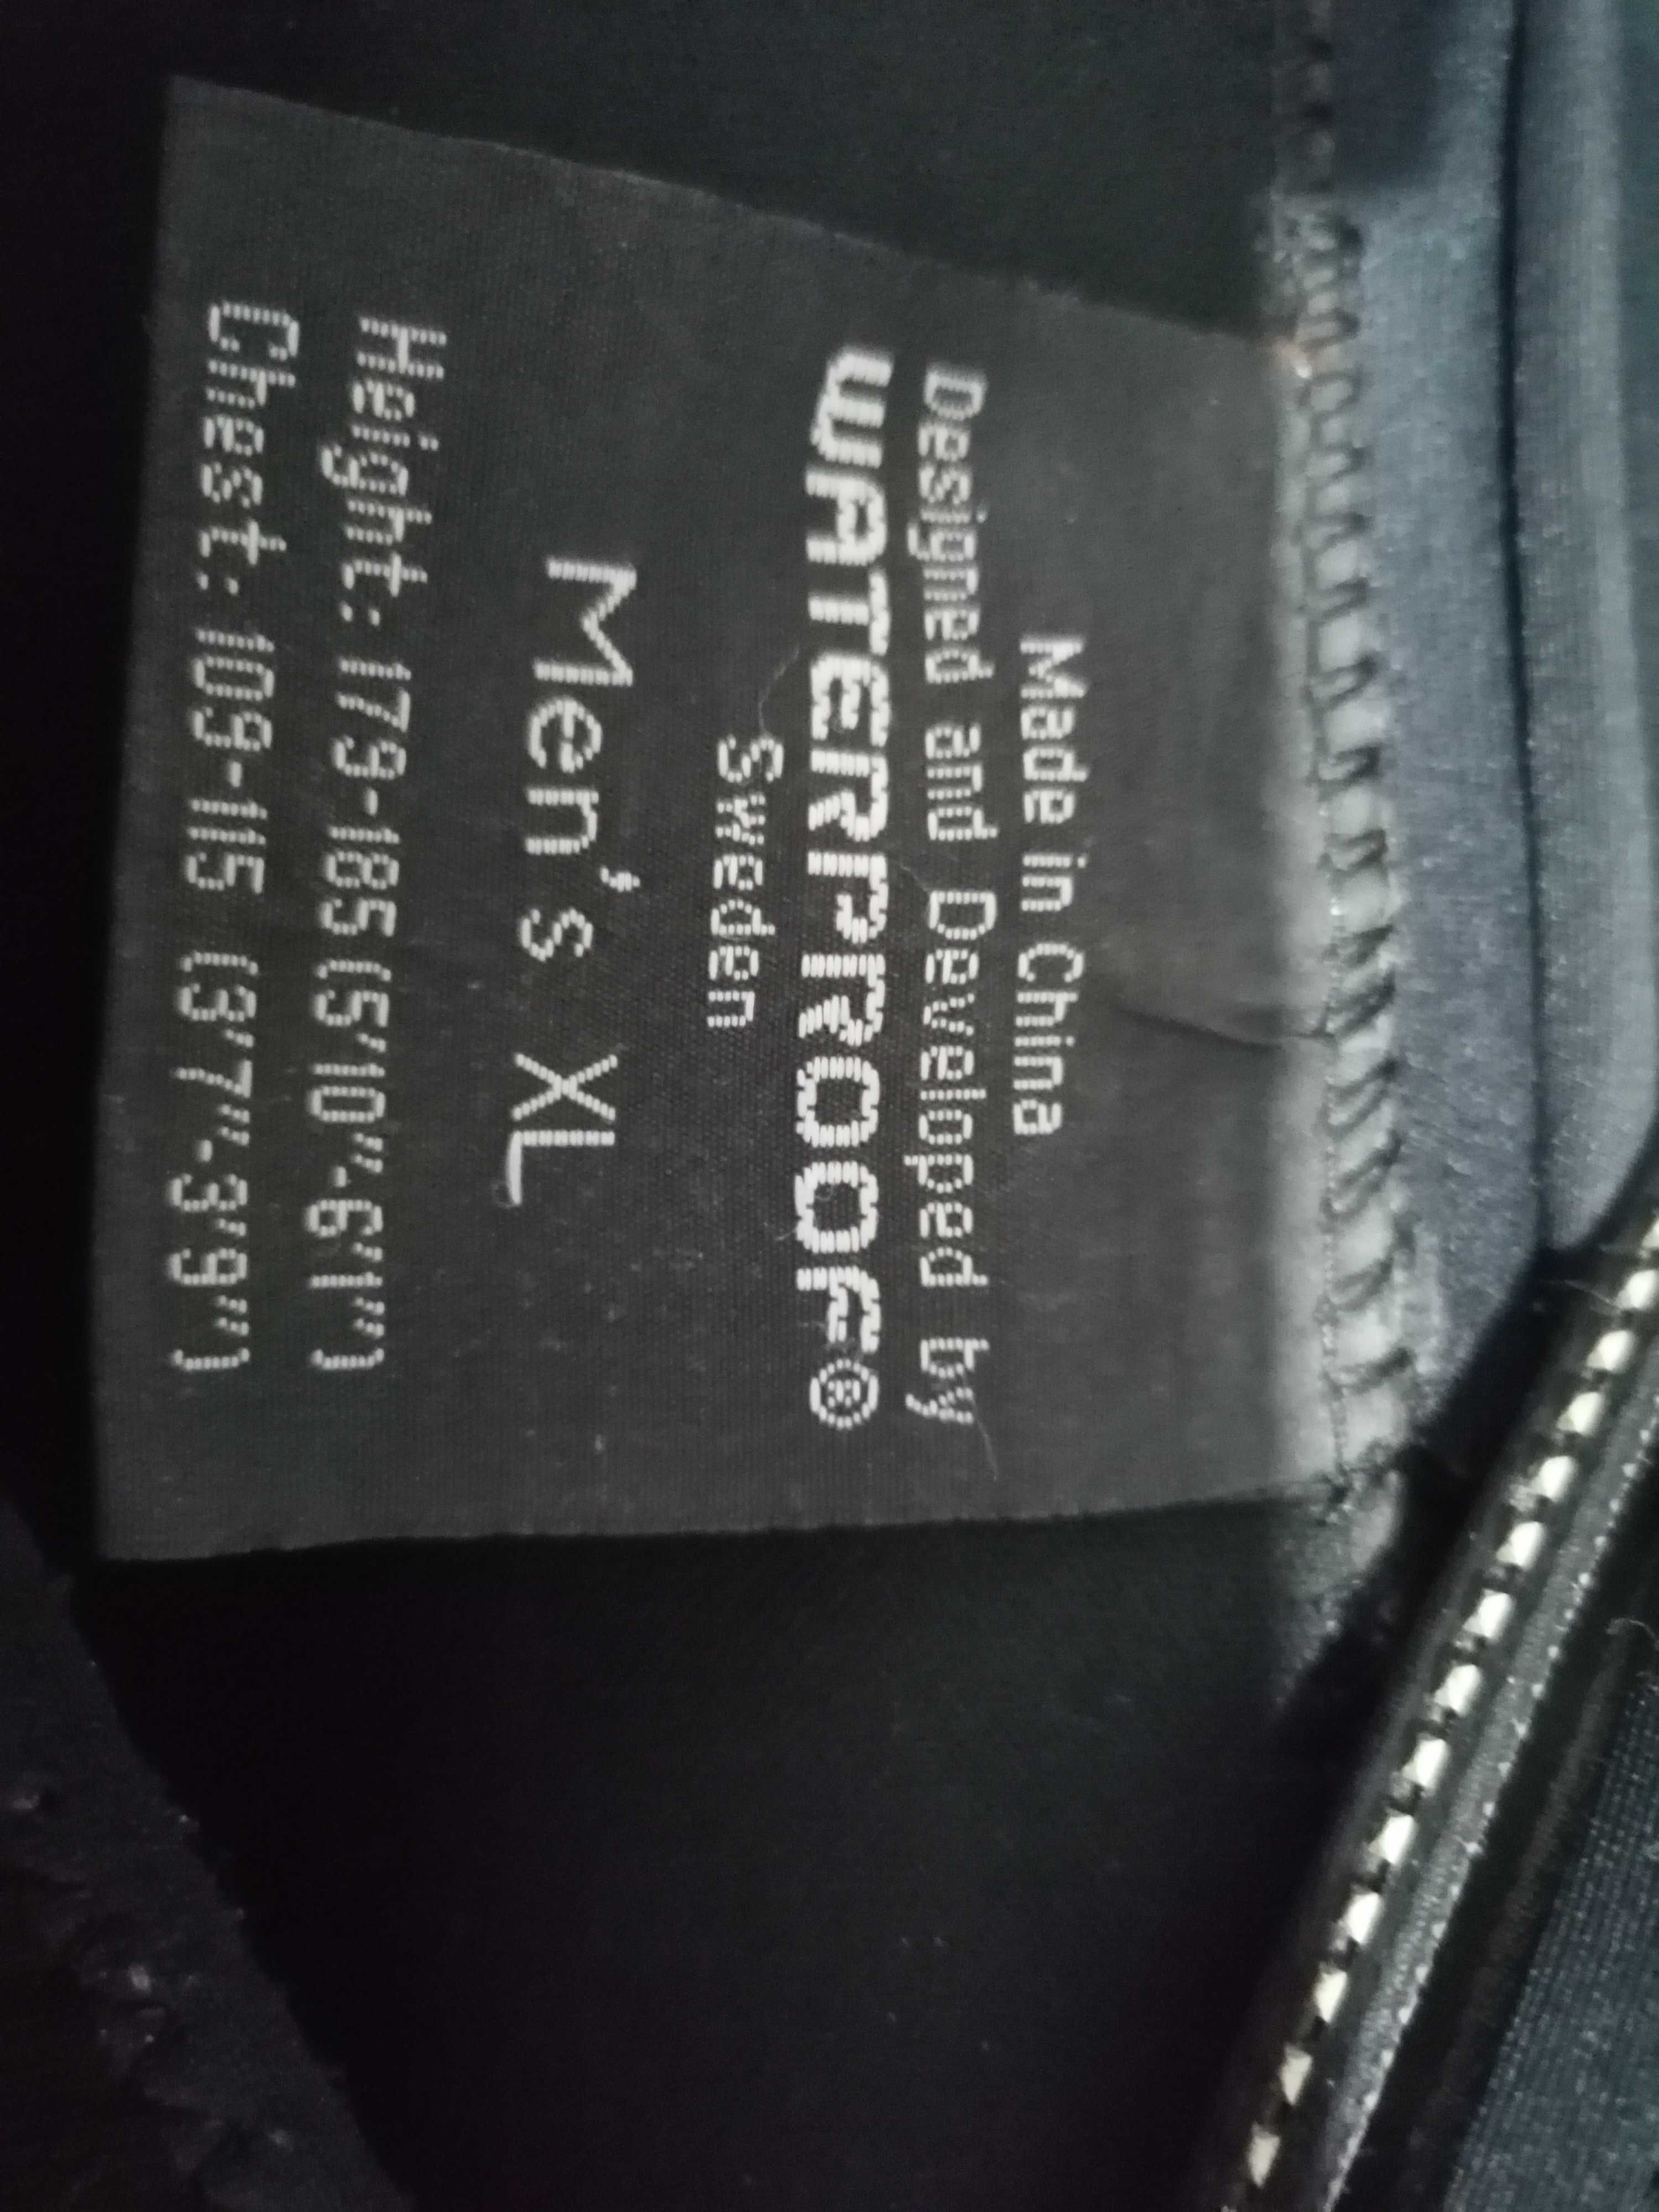 Made in China
Designed and Developed by
WATERPROOF®
Sweden
Men's XL
Height: 179-185 (5'10"-6'1")
Chest: 109-115 (3'7"-3'9")